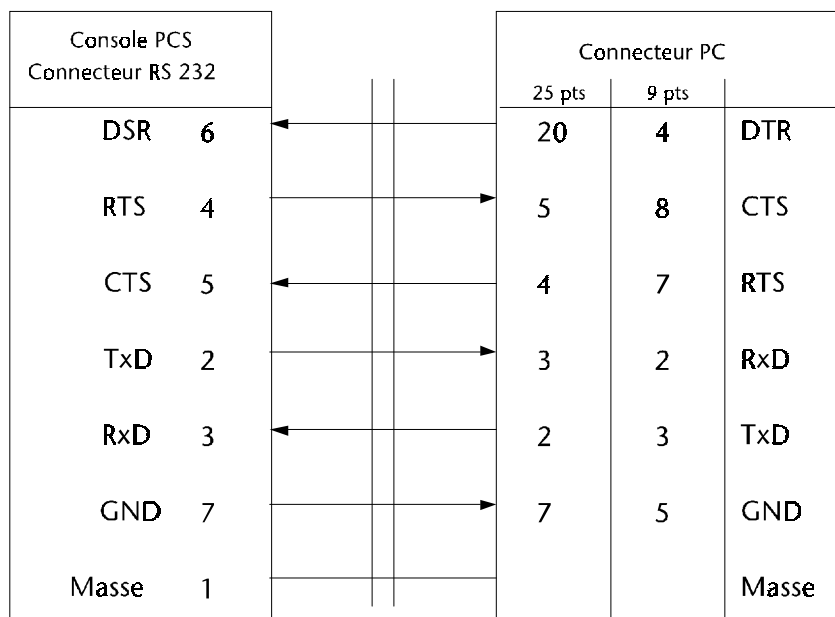 Console PCS
Connecteur RS 232
Connecteur PC
25 pts 9 pts
DSR 6 20 4 DTR
RTS 4 5 8 CTS
CTS 5 4 7 RTS
TxD 2 3 2 RxD
RxD 3 2 3 TxD
GND 7 7 5 GND
Masse 1 Masse